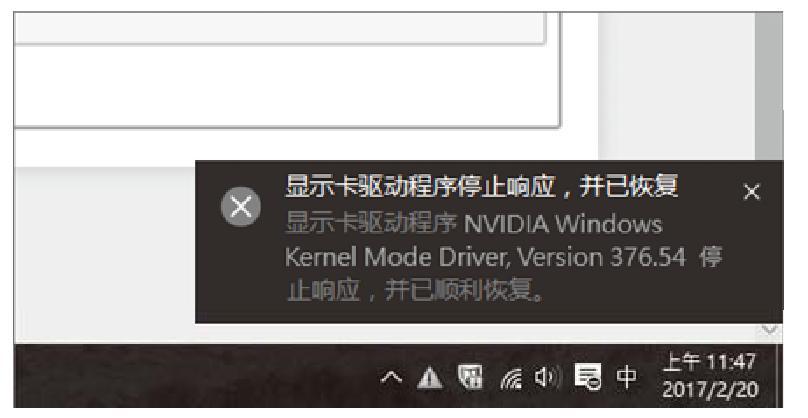 显示卡驱动程序停止响应，并已恢复
显示卡驱动程序 NVIDIA Windows
Kernel Mode Driver, Version 376.54 停
止响应，并已顺利恢复。
中
上午 11:47
2017/2/20